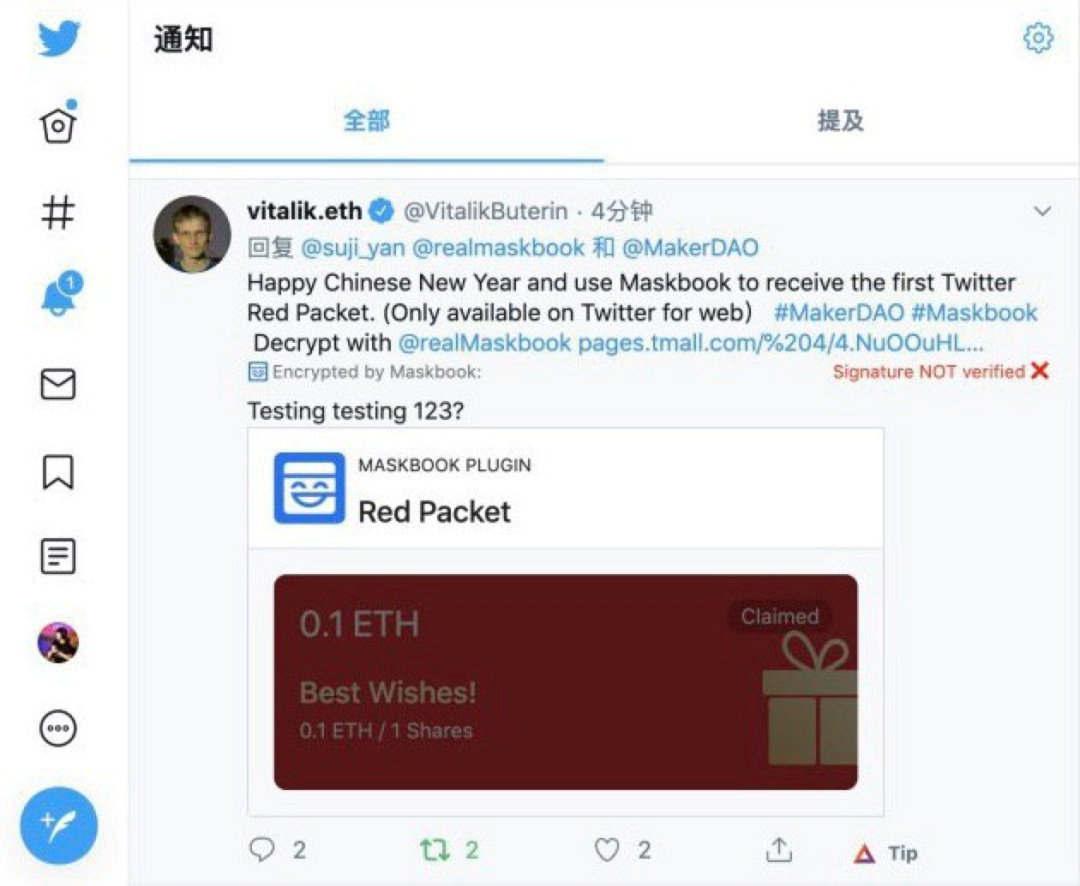 通知
全部 提及
1
vitalik.eth @VitalikButerin · 4分钟
回复 @suji_yan @realmaskbook 和 @MakerDAO
Happy Chinese New Year and use Maskbook to receive the first Twitter
Red Packet. (Only available on Twitter for web) #MakerDAO #Maskbook
Decrypt with @realMaskbook pages.tmall.com/%204/4.NuOOuHL…
Encrypted by Maskbook: Signature NOT verified ❌
Testing testing 123?
MASKBOOK PLUGIN
Red Packet
0.1 ETH Claimed
Best Wishes!
0.1 ETH / 1 Shares
2 2 2 Tip